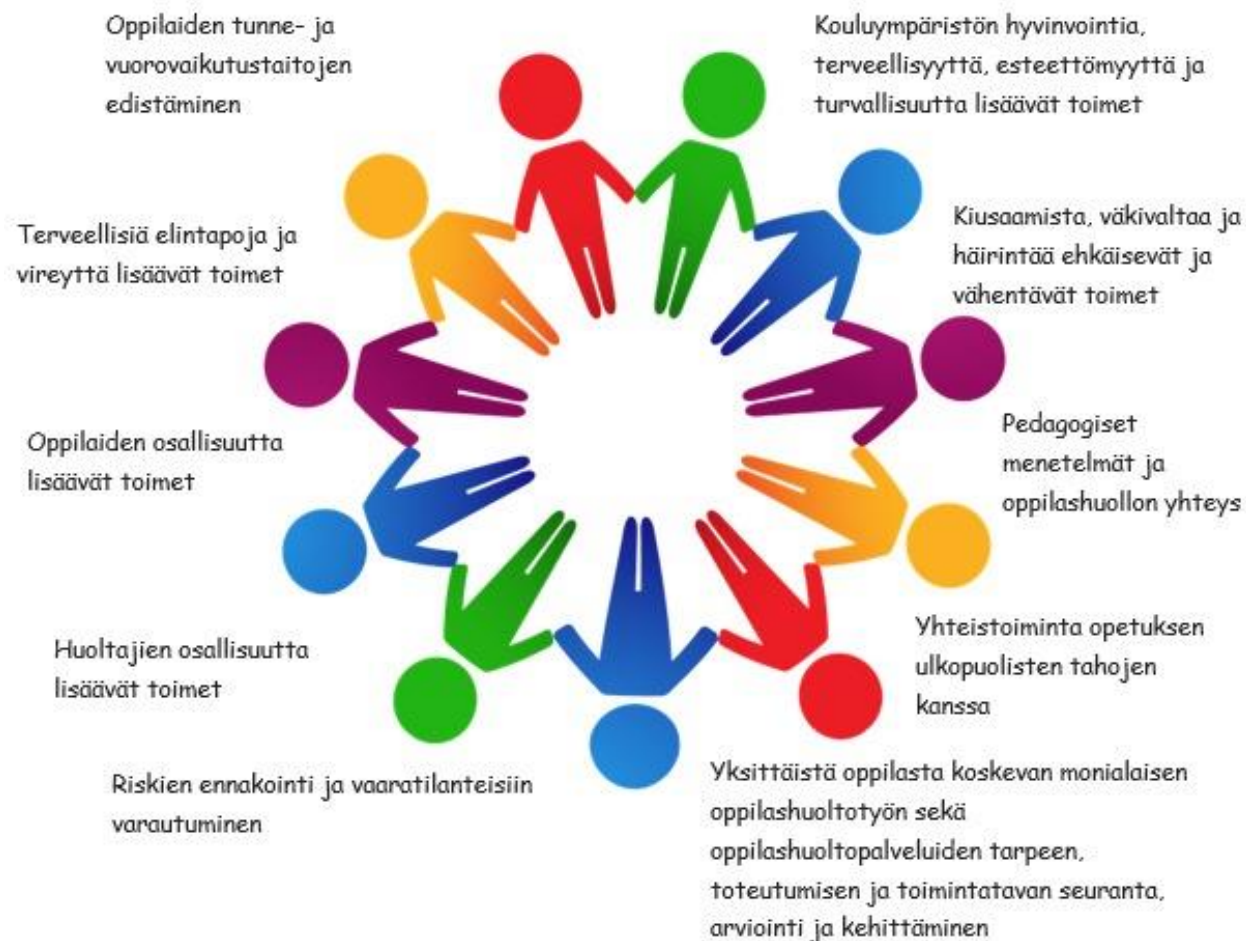 Oppilaiden tunne- ja
vuorovaikutustaitojen
edistäminen
Kouluympäristön hyvinvointia,
terveellisyyttä, esteettömyyttä ja
turvallisuutta lisäävät toimet
Terveellisiä elintapoja ja
vireyttä lisäävät toimet
Kiusaamista, väkivaltaa ja
häirintää ehkäisevät ja
vähentävät toimet
Oppilaiden osallisuutta
lisäävät toimet
Pedagogiset
menetelmät ja
oppilashuollon yhteys
Huoltajien osallisuutta
lisäävät toimet
Yhteistoiminta opetuksen
ulkopuolisten tahojen
kanssa
Riskien ennakointi ja vaaratilanteisiin
varautuminen
Yksittäistä oppilasta koskevan monialaisen
oppilashuoltotyön sekä
oppilashuoltopalveluiden tarpeen,
toteutumisen ja toimintatavan seuranta,
arviointi ja kehittäminen